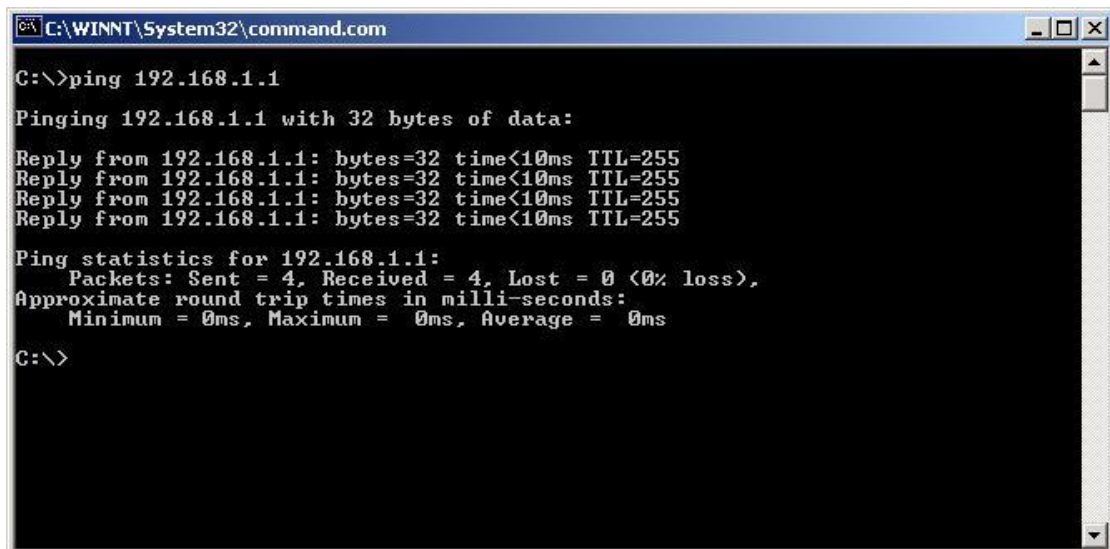 C:\WINNT\System32\command.com
C:\>ping 192.168.1.1
Pinging 192.168.1.1 with 32 bytes of data:
Reply from 192.168.1.1: bytes=32 time<10ms TTL=255
Reply from 192.168.1.1: bytes=32 time<10ms TTL=255
Reply from 192.168.1.1: bytes=32 time<10ms TTL=255
Reply from 192.168.1.1: bytes=32 time<10ms TTL=255
Ping statistics for 192.168.1.1:
    Packets: Sent = 4, Received = 4, Lost = 0 (0% loss),
Approximate round trip times in milli-seconds:
    Minimum = 0ms, Maximum =  0ms, Average =  0ms
C:\>